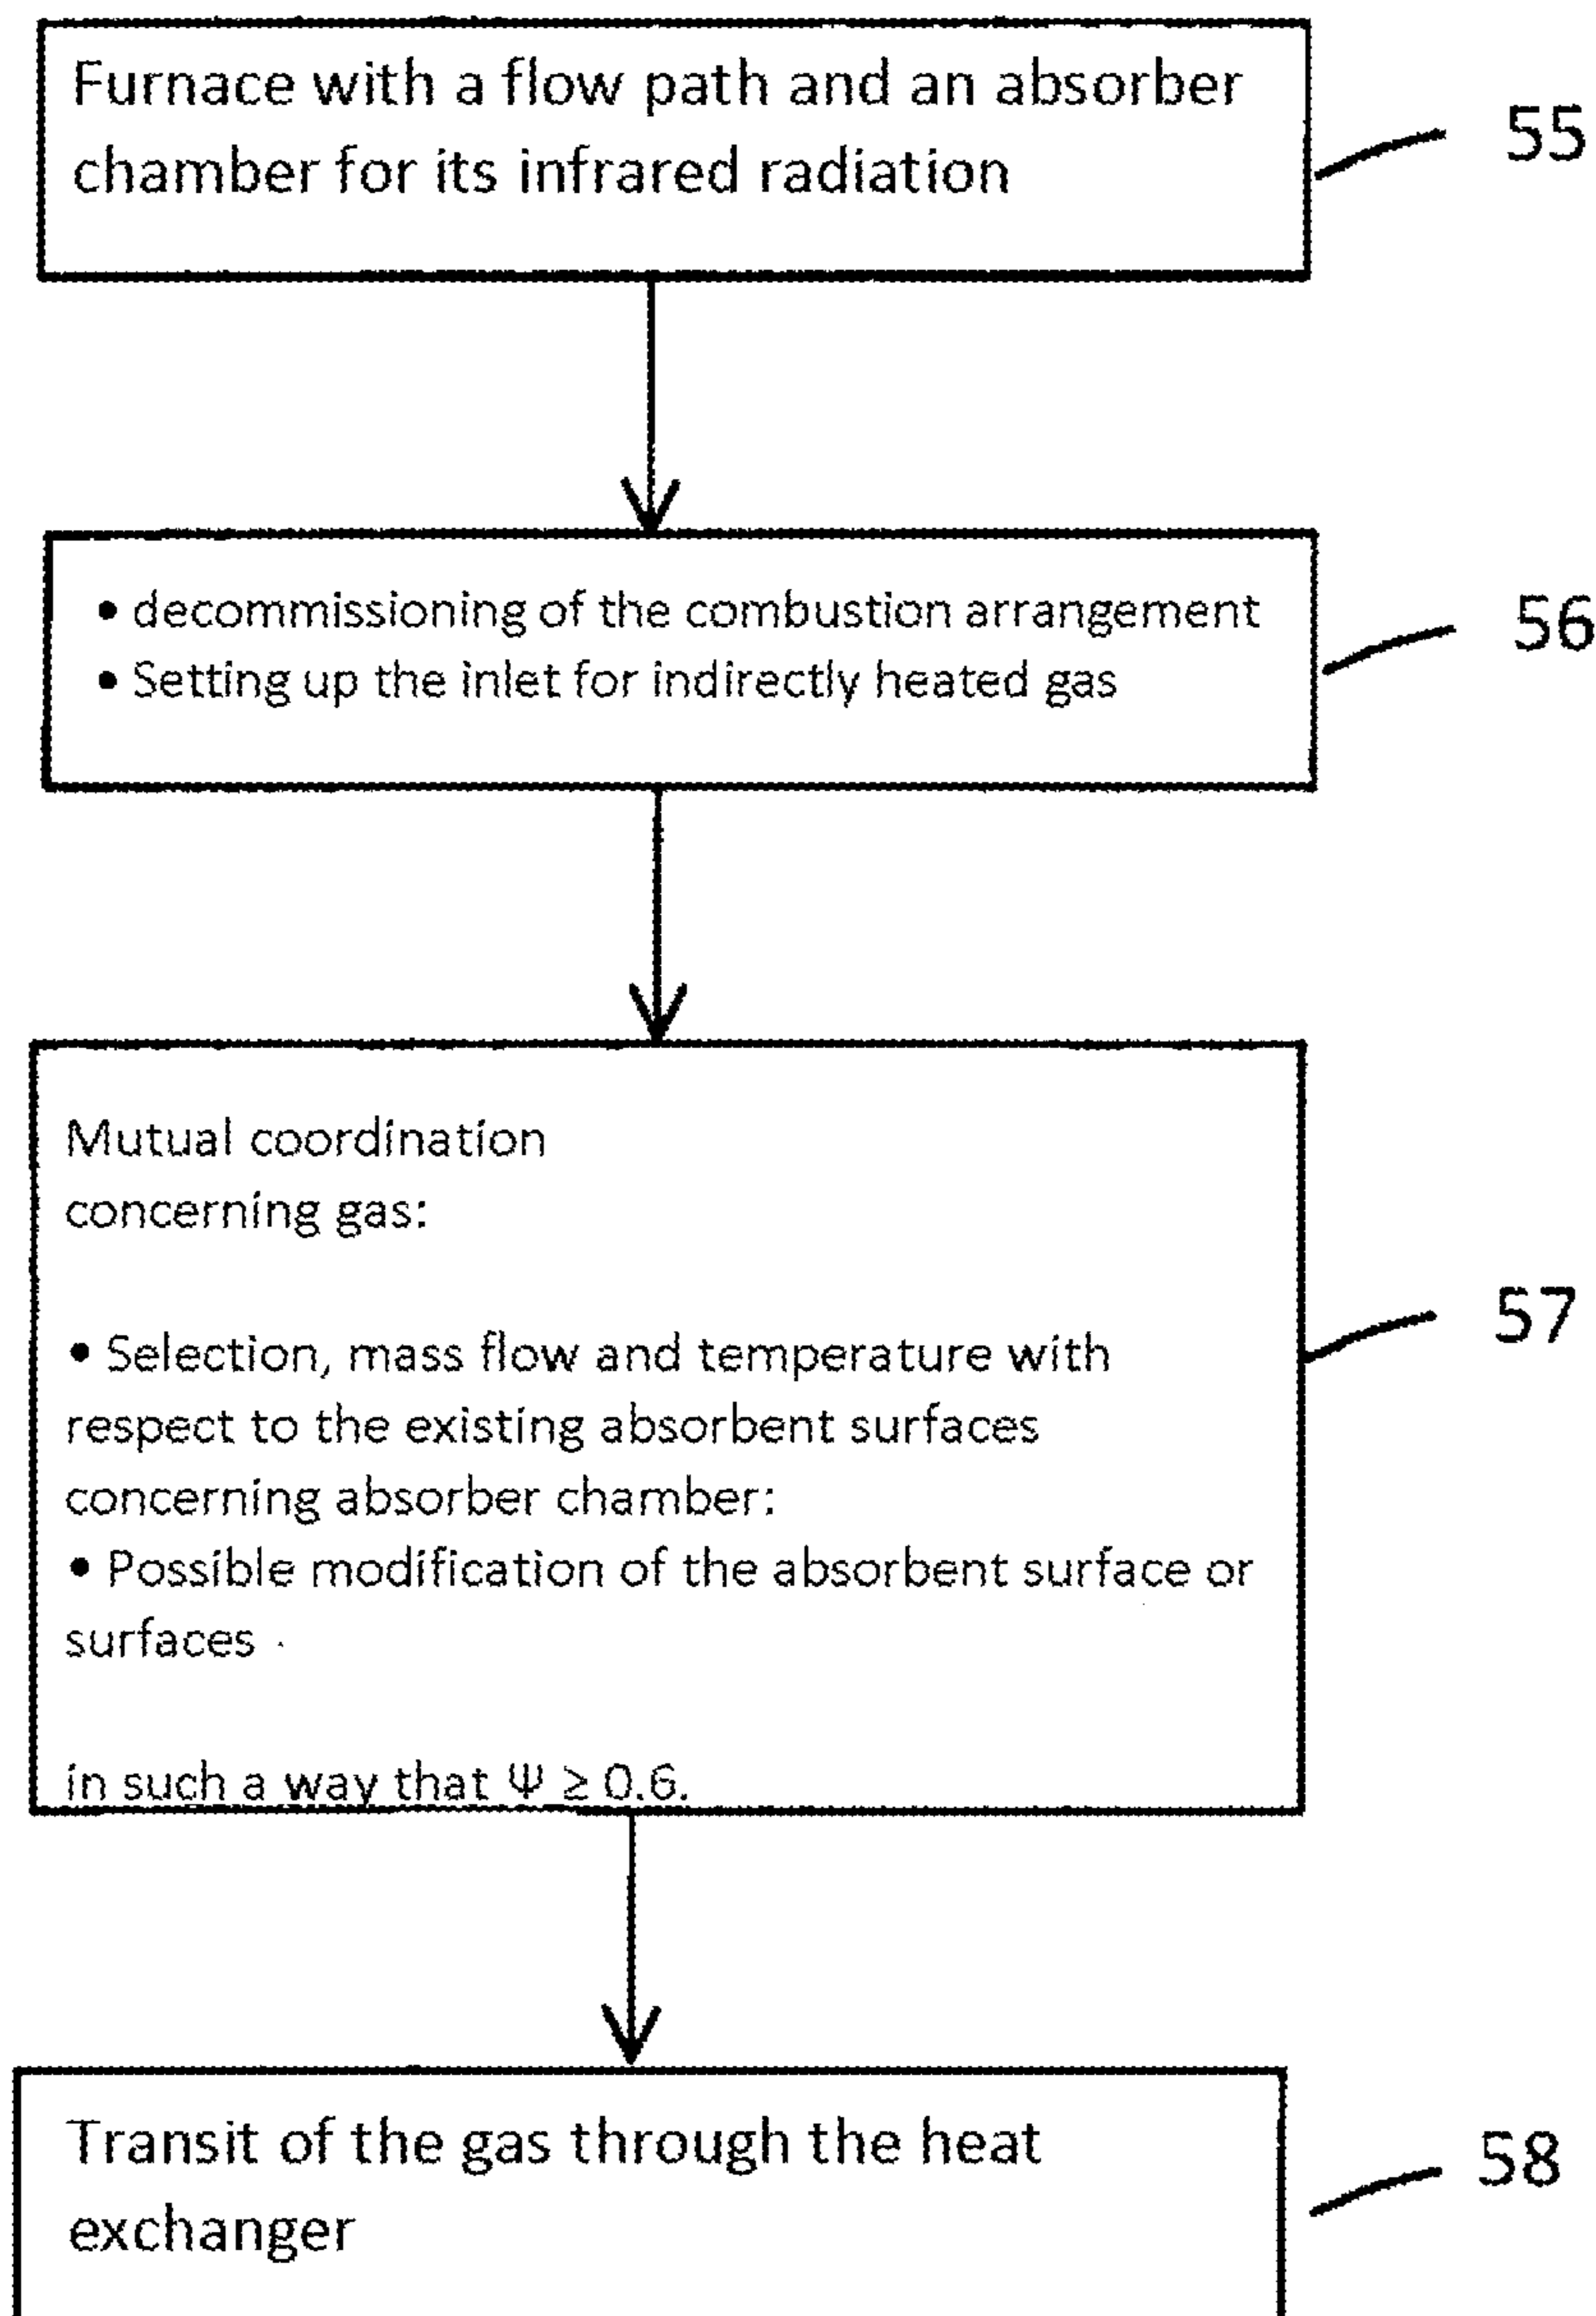 Furnace with a flow path and an absorber
chamber for its infrared radiation
55
• decommissioning of the combustion arrangement
• Setting up the inlet for indirectly heated gas
56
Mutual coordination
concerning gas:
• Selection, mass flow and temperature with
respect to the existing absorbent surfaces
concerning absorber chamber:
• Possible modification of the absorbent surface or
surfaces
in such a way that Ψ ≥ 0.6.
57
Transit of the gas through the heat
exchanger
58